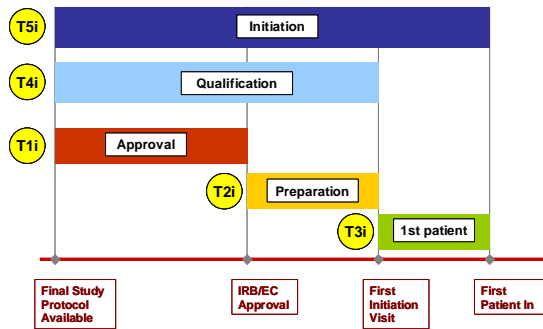 T5i
Initiation
T4i
Qualification
T1i
Approval
T2i
Preparation
T3i
1st patient
Final Study
Protocol
Available
IRB/EC
Approval
First
Initiation
Visit
First
Patient In